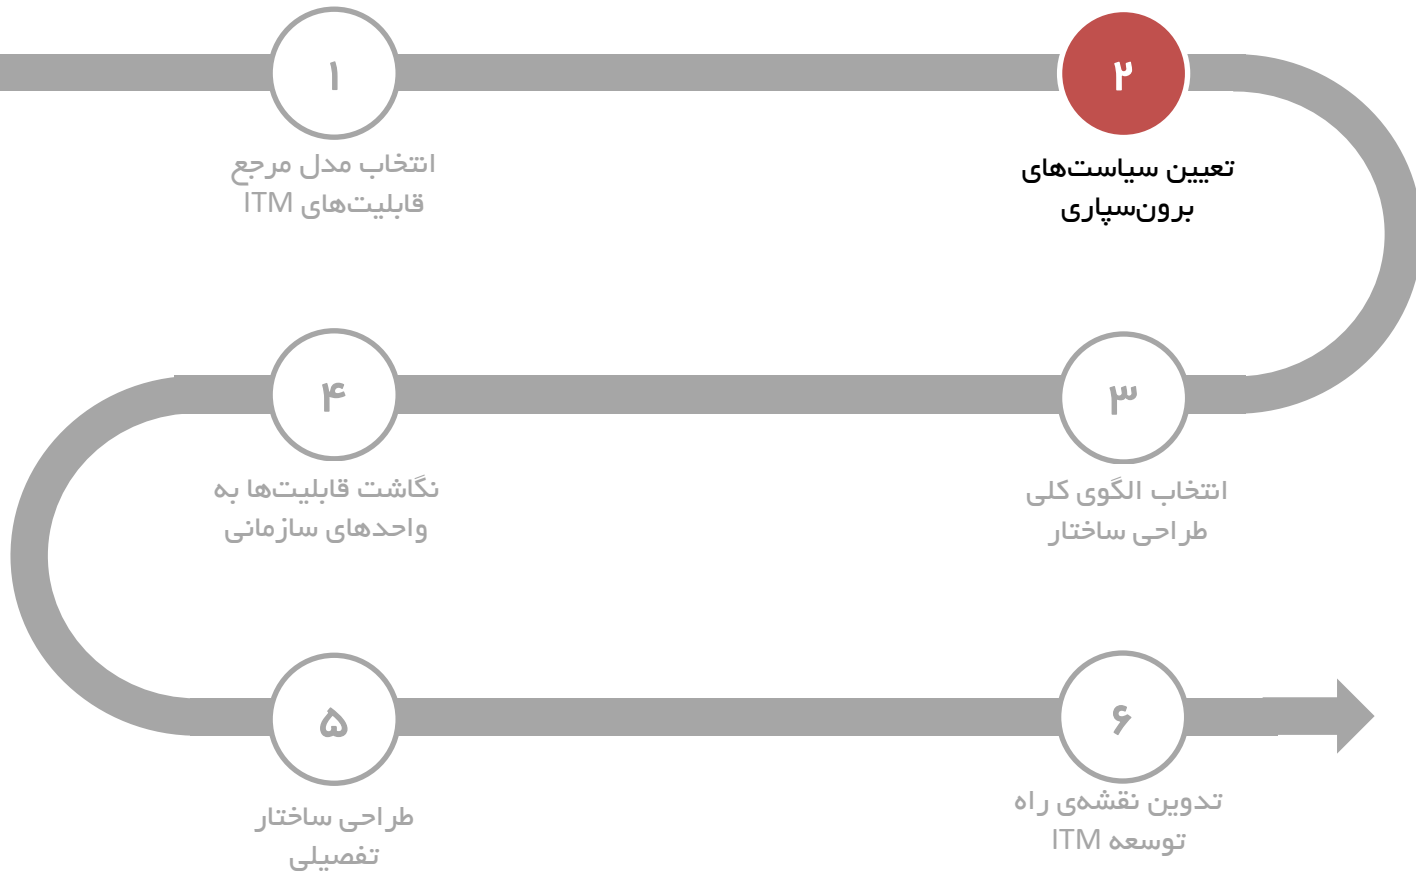 ۱
انتخاب مدل مرجع
قابلیت‌های ITM
۲
تعیین سیاست‌های
برون‌سپاری
۳
انتخاب الگوی کلی
طراحی ساختار
۴
نگاشت قابلیت‌ها به
واحدهای سازمانی
۵
طراحی ساختار
تفصیلی
۶
تدوین نقشه‌ی راه
توسعه ITM